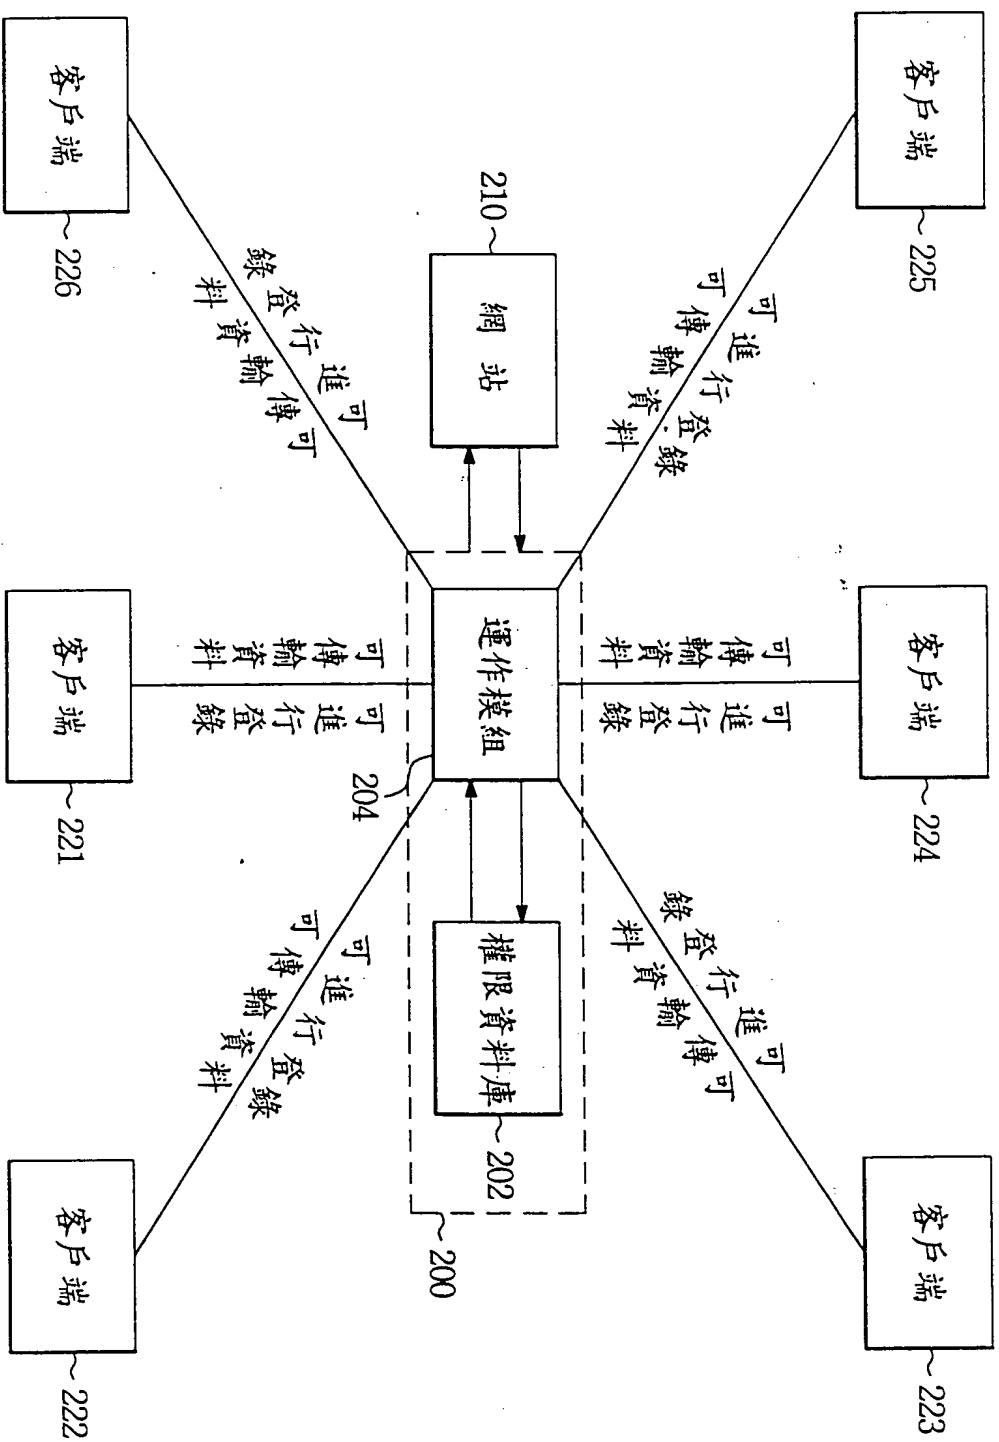 客戶端
225
客戶端
224
客戶端
223
可進行登錄
可傳輸資料
可傳輸資料
可進行登錄
可傳輸資料
可進行登錄
210
網站
運作模組
204
權限資料庫
202
200
可進行登錄
可傳輸資料
可傳輸資料
可進行登錄
可進行登錄
可傳輸資料
客戶端
226
客戶端
221
客戶端
222